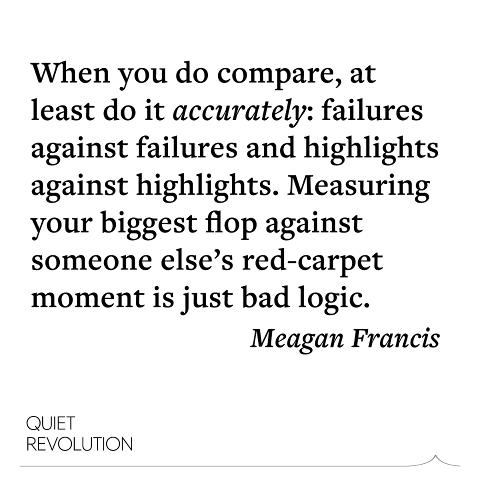 When you do compare, at
least do it accurately: failures
against failures and highlights
against highlights. Measuring
your biggest flop against
someone else’s red-carpet
moment is just bad logic.
Meagan Francis
QUIET
REVOLUTION